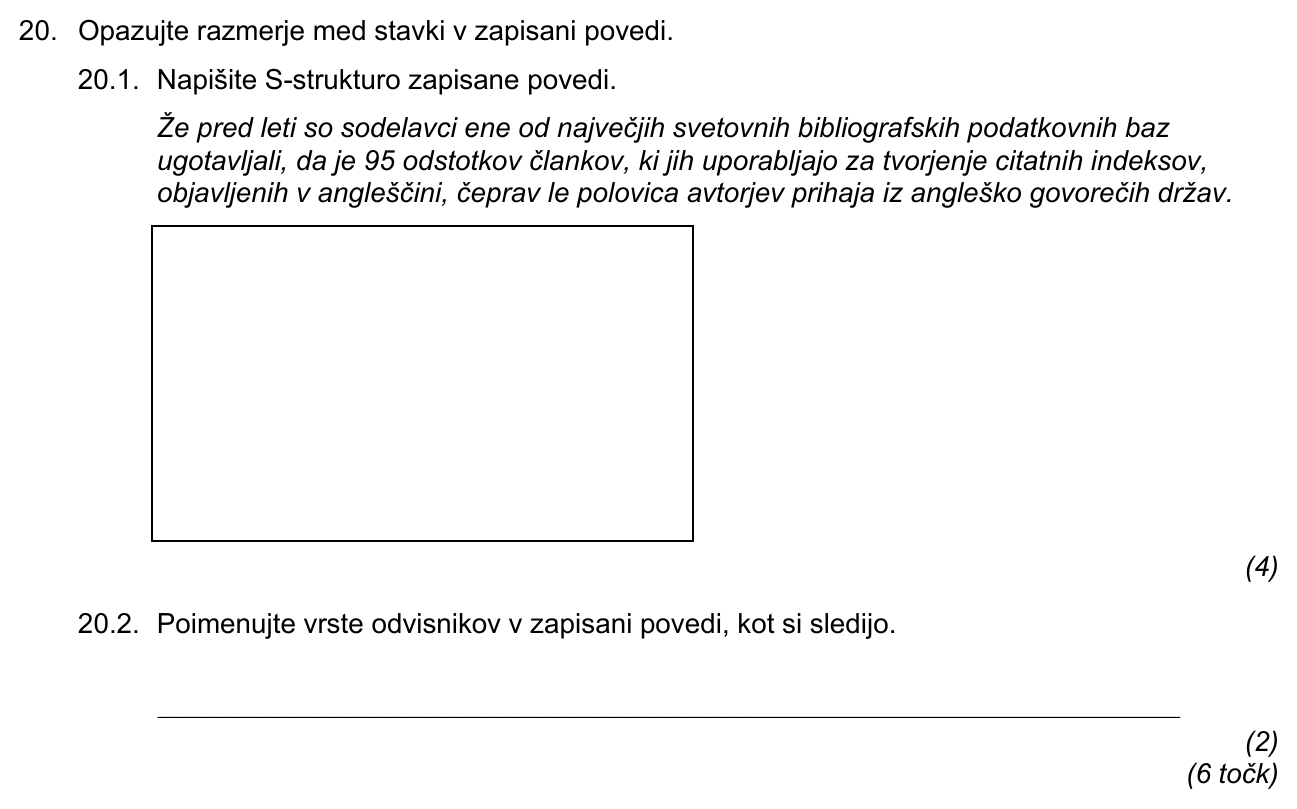 20. Opazujte razmerje med stavki v zapisani povedi.
20.1. Napišite S-strukturo zapisane povedi.
Že pred leti so sodelavci ene od največjih svetovnih bibliografskih podatkovnih baz
ugotavljali, da je 95 odstotkov člankov, ki jih uporabljajo za tvorjenje citatnih indeksov,
objavljenih v angleščini, čeprav le polovica avtorjev prihaja iz angleško govorečih držav.
(4)
20.2. Poimenujte vrste odvisnikov v zapisani povedi, kot si sledijo.
(2)
(6 točk)